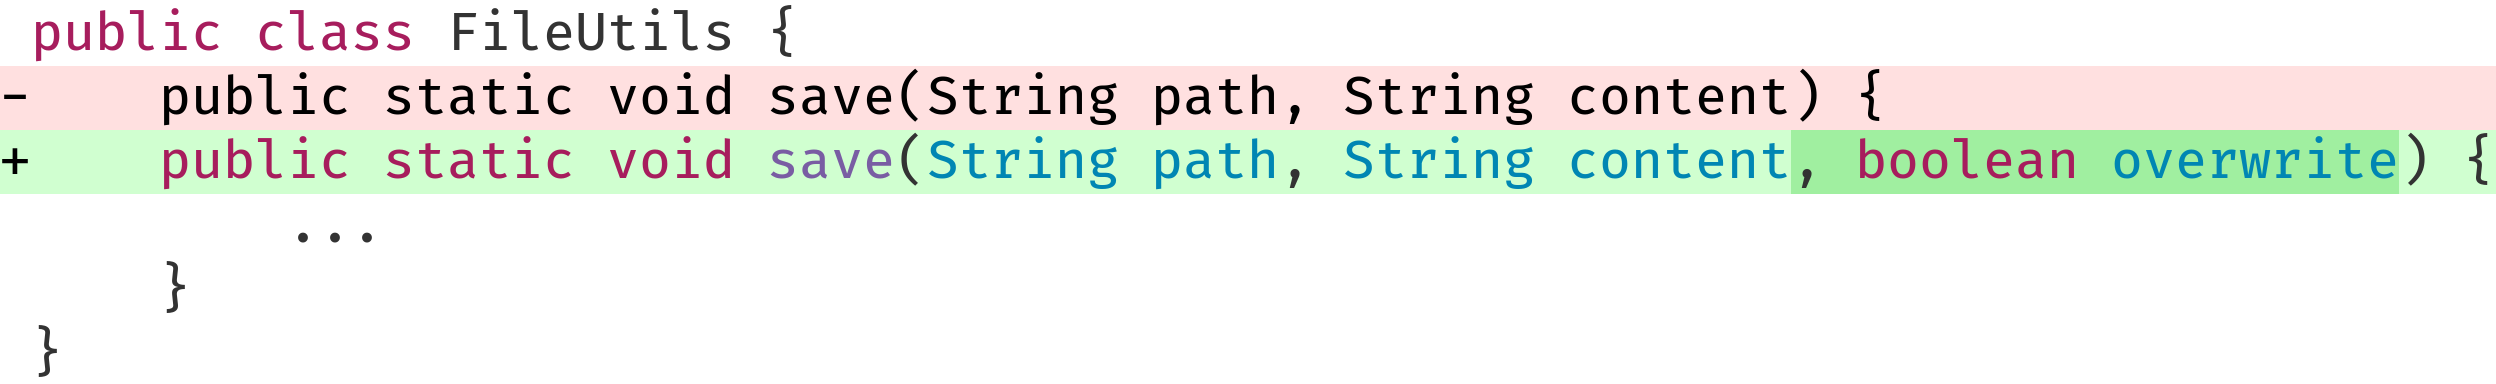 public class FileUtils {
-    public static void save(String path, String content) {
+    public static void save(String path, String content, boolean overwrite) {
        ...
    }
}